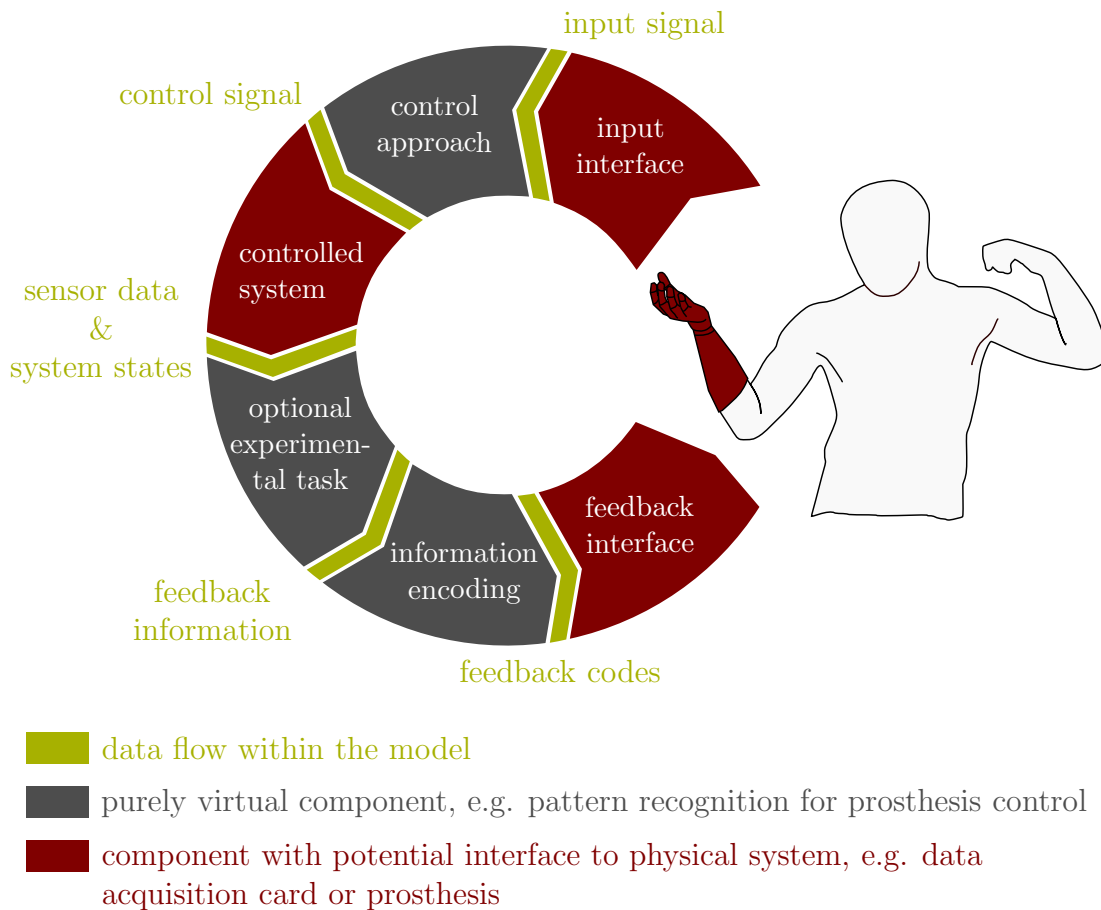 input signal
control signal
control
approach
input
interface
controlled
system
sensor data
&
system states
optional
experimen-
tal task
feedback
interface
information
encoding
feedback
information
feedback codes
data flow within the model
purely virtual component, e.g. pattern recognition for prosthesis control
component with potential interface to physical system, e.g. data
acquisition card or prosthesis